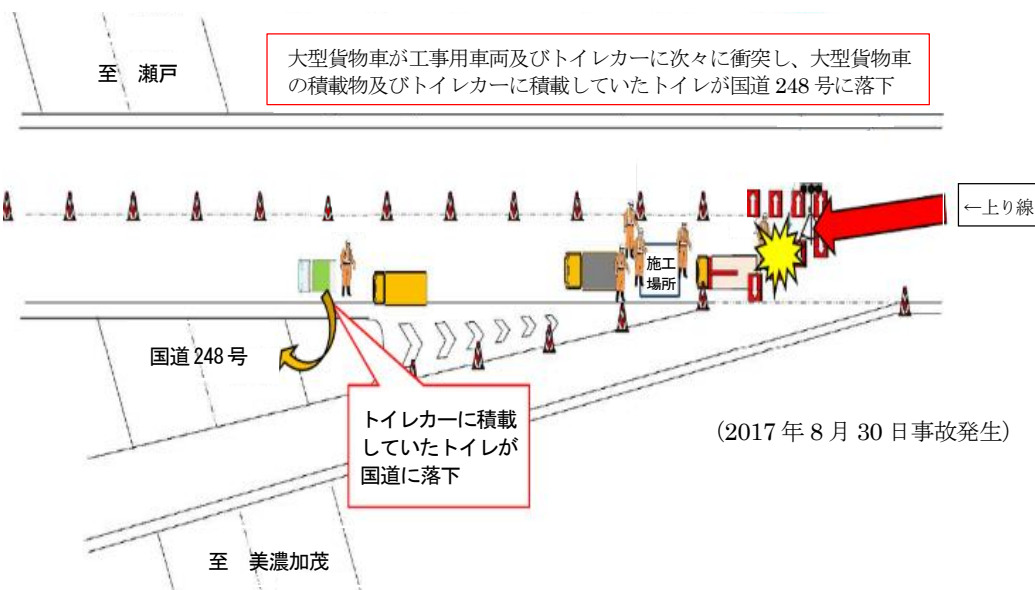 大型貨物車が工事用車両及びトイレカーに次々に衝突し、大型貨物車
の積載物及びトイレカーに積載していたトイレが国道 248 号に落下
至　瀬戸
←上り線
施工
場所
国道 248 号
トイレカーに積載
していたトイレが
国道に落下
(2017 年 8 月 30 日事故発生)
至　美濃加茂